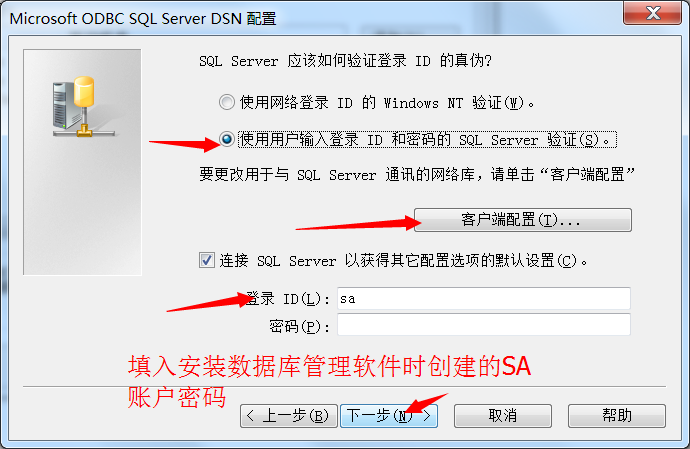 Microsoft ODBC SQL Server DSN 配置
SQL Server 应该如何验证登录 ID 的真伪?
使用网络登录 ID 的 Windows NT 验证(W)。
使用用户输入登录 ID 和密码的 SQL Server 验证(S)。
要更改用于与 SQL Server 通讯的网络库，请单击“客户端配置”
客户端配置(T)...
连接 SQL Server 以获得其它配置选项的默认设置(C)。
登录 ID(L): sa
密码(P):
填入安装数据库管理软件时创建的SA
账户密码
< 上一步(B) 下一步(N) > 取消 帮助